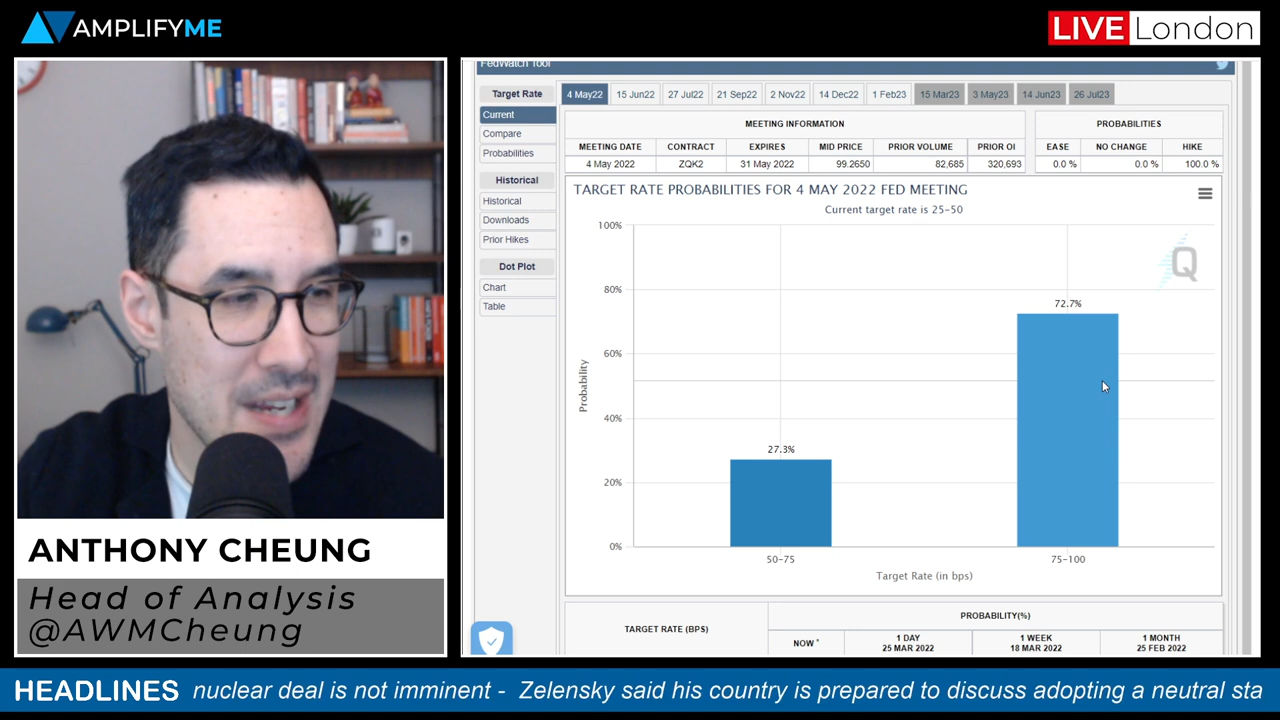 AMPLIFYME
LIVE London
FedWatch Tool
Target Rate
Current
Compare
Probabilities
Historical
Historical
Downloads
Prior Hikes
Dot Plot
Chart
Table
4 May22 15 Jun22 27 Jul22 21 Sep22 2 Nov22 14 Dec22 1 Feb23 15 Mar23 3 May23 14 Jun23 26 Jul23
MEETING INFORMATION
MEETING DATE CONTRACT EXPIRES MID PRICE PRIOR VOLUME PRIOR OI
4 May 2022 ZQK2 31 May 2022 99.2650 82,685 320,693
PROBABILITIES
EASE NO CHANGE HIKE
0.0 % 0.0 % 100.0 %
TARGET RATE PROBABILITIES FOR 4 MAY 2022 FED MEETING
Current target rate is 25-50
Q
Probability
100%
80%
60%
40%
20%
0%
27.3%
72.7%
50-75
75-100
Target Rate (in bps)
TARGET RATE (BPS)
PROBABILITY(%)
NOW * 1 DAY 1 WEEK 1 MONTH
25 MAR 2022 18 MAR 2022 25 FEB 2022
ANTHONY CHEUNG
Head of Analysis
@AWMCheung
HEADLINES nuclear deal is not imminent - Zelensky said his country is prepared to discuss adopting a neutral sta